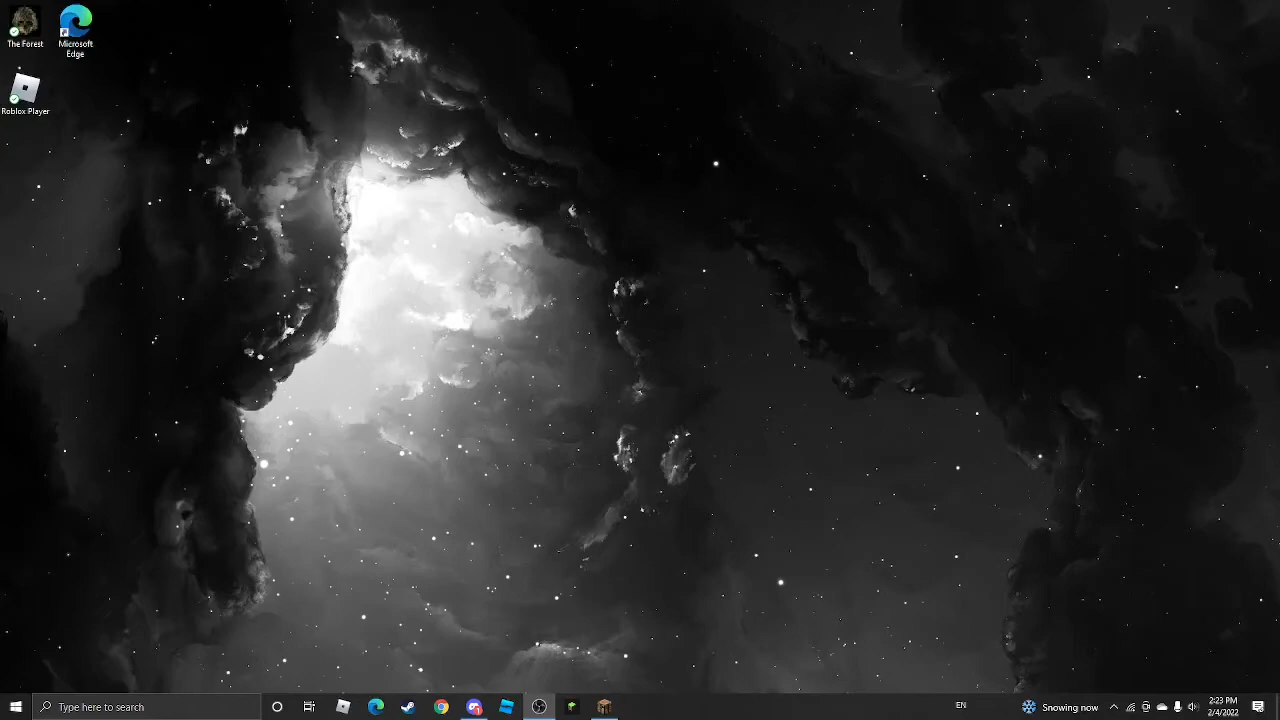 The Forest
Microsoft
Edge
Roblox Player
Type here to search
1
EN
Snowing now
2:23 PM
2/4/2022